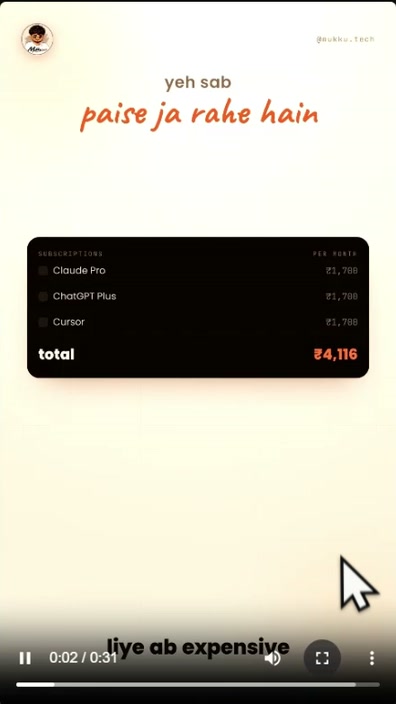 @mukku.tech
yeh sab
paise ja rahe hain
SUBSCRIPTIONS PER MONTH
Claude Pro ₹1,700
ChatGPT Plus ₹1,700
Cursor ₹1,700
total ₹4,116
liye ab expensive
0:02 / 0:31